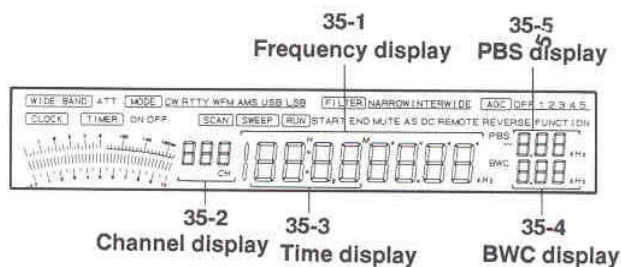 35-1
Frequency display
35-5
PBS display
WIDE BAND ATT MODE CW RTTY WFM AMS USB LSB FILTER NARROW INTER WIDE AGC OFF 1 2 3 4 5
CLOCK TIMER ON OFF SCAN SWEEP RUN START END MUTE AS DC REMOTE REVERSE FUNCTION
H M
PBS
kHz
CH
BWC
kHz
kHz
35-2
Channel display
35-3
Time display
35-4
BWC display